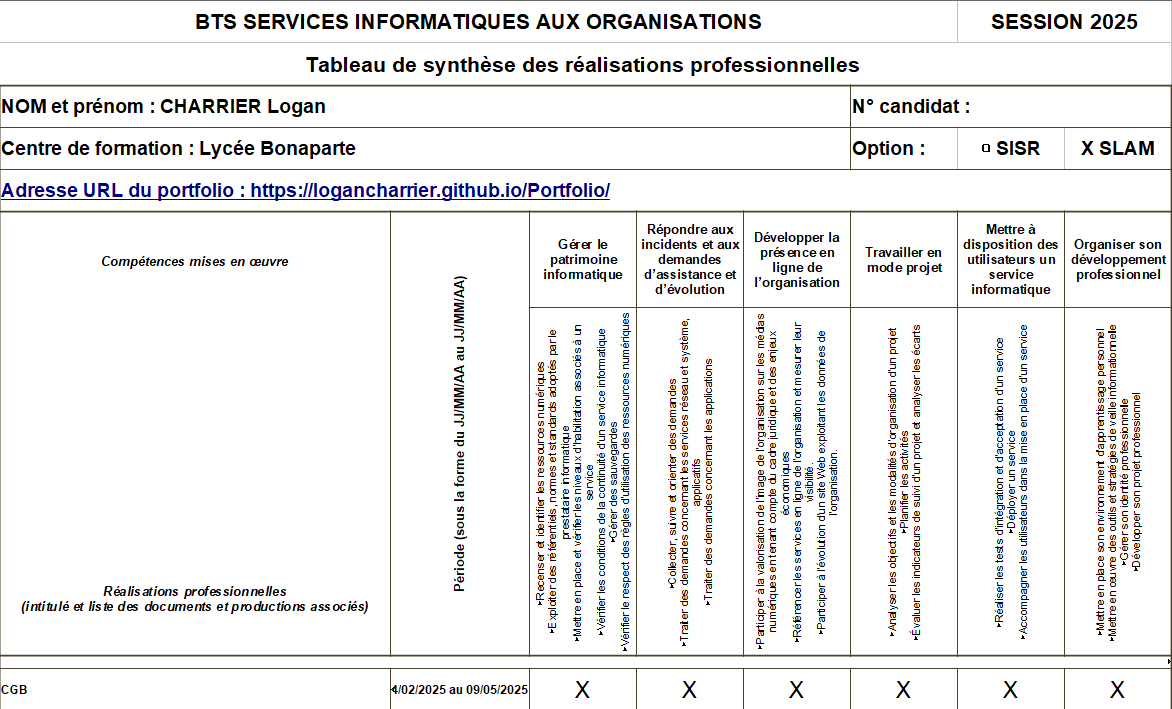 BTS SERVICES INFORMATIQUES AUX ORGANISATIONS SESSION 2025
Tableau de synthèse des réalisations professionnelles
NOM et prénom : CHARRIER Logan N° candidat :
Centre de formation : Lycée Bonaparte Option : □ SISR X SLAM
Adresse URL du portfolio : https://logancharrier.github.io/Portfolio/
Compétences mises en œuvre
Réalisations professionnelles
(intitulé et liste des documents et productions associés)
Période (sous la forme du JJ/MM/AA au JJ/MM/AA)
Gérer le
patrimoine
informatique
Répondre aux
incidents et aux
demandes
d’assistance et
d’évolution
Développer la
présence en
ligne de
l’organisation
Travailler en
mode projet
Mettre à
disposition des
utilisateurs un
service
informatique
Organiser son
développement
professionnel
▸Recenser et identifier les ressources numériques
▸Exploiter des référentiels, normes et standards adoptés par le
prestataire informatique
▸Mettre en place et vérifier les niveaux d’habilitation associés à un
service
▸Vérifier les conditions de la continuité d’un service informatique
▸Gérer des sauvegardes
▸Vérifier le respect des règles d’utilisation des ressources numériques
▸Collecter, suivre et orienter des demandes
▸Traiter des demandes concernant les services réseau et système,
applicatifs
▸Traiter des demandes concernant les applications
▸Participer à la valorisation de l’image de l’organisation sur les médias
numériques en tenant compte du cadre juridique et des enjeux
économiques
▸Référencer les services en ligne de l’organisation et mesurer leur
visibilité.
▸Participer à l’évolution d’un site Web exploitant les données de
l’organisation.
▸Analyser les objectifs et les modalités d’organisation d’un projet
▸Planifier les activités
▸Évaluer les indicateurs de suivi d’un projet et analyser les écarts
▸Réaliser les tests d’intégration et d’acceptation d’un service
▸Déployer un service
▸Accompagner les utilisateurs dans la mise en place d’un service
▸Mettre en place son environnement d’apprentissage personnel
▸Mettre en œuvre des outils et stratégies de veille informationnelle
▸Gérer son identité professionnelle
▸Développer son projet professionnel
CGB 4/02/2025 au 09/05/2025 X X X X X X